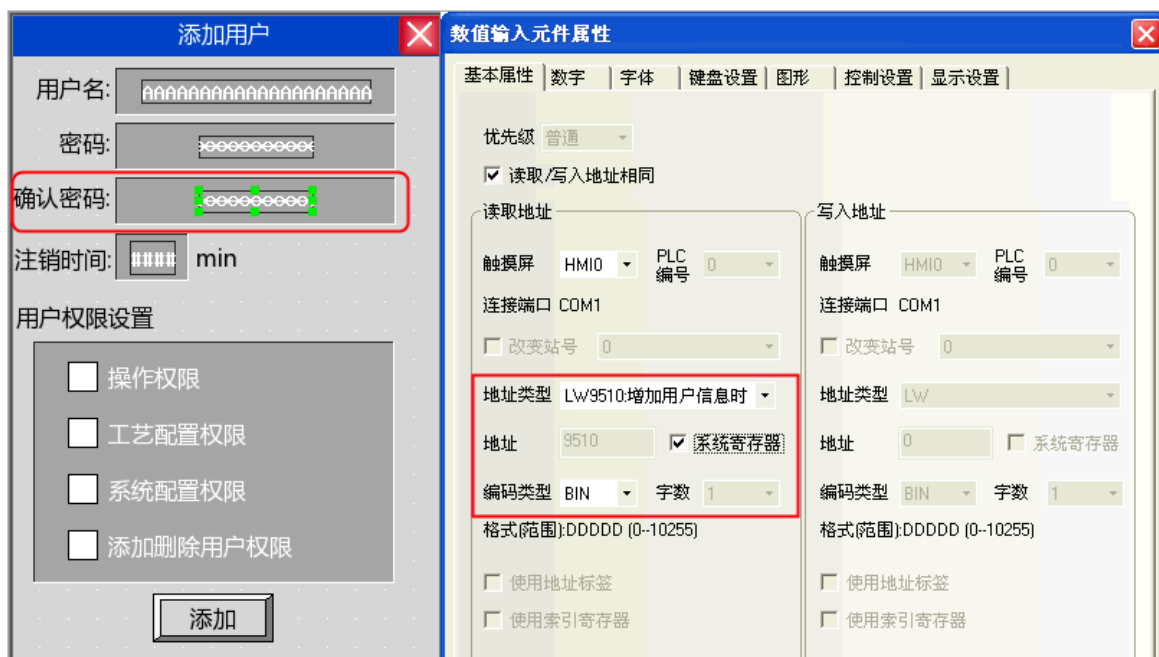 添加用户
用户名: AAAAAAAAAAAAAAAAAAAA
密码: **********
确认密码: **********
注销时间: #### min
用户权限设置
操作权限
工艺配置权限
系统配置权限
添加删除用户权限
添加
数值输入元件属性
基本属性 数字 字体 键盘设置 图形 控制设置 显示设置
优先级 普通
读取/写入地址相同
读取地址
触摸屏 HMI0 PLC编号 0
连接端口 COM1
改变站号 0
地址类型 LW9510:增加用户信息时
地址 9510 系统寄存器
编码类型 BIN 字数 1
格式(范围):DDDDD (0--10255)
使用地址标签
使用索引寄存器
写入地址
触摸屏 HMI0 PLC编号 0
连接端口 COM1
改变站号 0
地址类型 LW
地址 0 系统寄存器
编码类型 BIN 字数 1
格式(范围):DDDDD (0--10255)
使用地址标签
使用索引寄存器